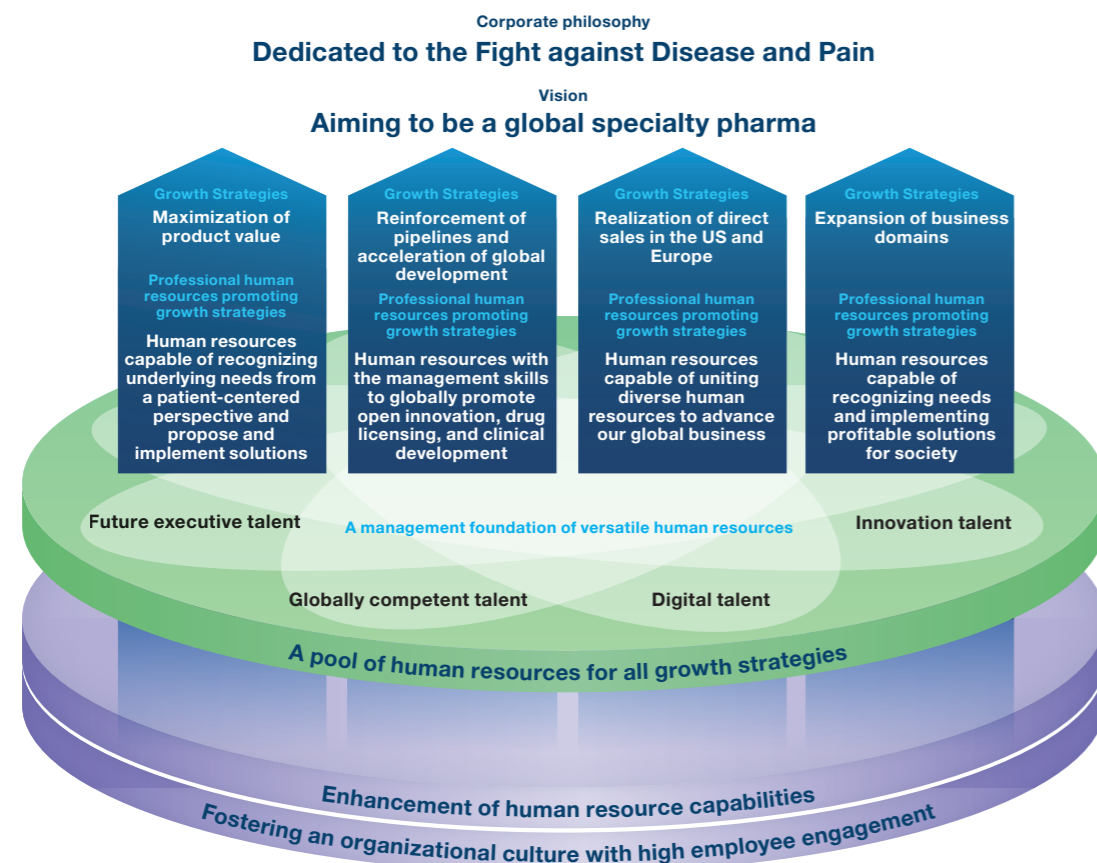 Corporate philosophy
Dedicated to the Fight against Disease and Pain
Vision
Aiming to be a global specialty pharma
Growth Strategies
Maximization of
product value
Professional human
resources promoting
growth strategies
Human resources
capable of recognizing
underlying needs from
a patient-centered
perspective and
propose and
implement solutions
Growth Strategies
Reinforcement of
pipelines and
acceleration of global
development
Professional human
resources promoting
growth strategies
Human resources with
the management skills
to globally promote
open innovation, drug
licensing, and clinical
development
Growth Strategies
Realization of direct
sales in the US and
Europe
Professional human
resources promoting
growth strategies
Human resources
capable of uniting
diverse human
resources to advance
our global business
Growth Strategies
Expansion of business
domains
Professional human
resources promoting
growth strategies
Human resources
capable of
recognizing needs
and implementing
profitable solutions
for society
Future executive talent
A management foundation of versatile human resources
Innovation talent
Globally competent talent
Digital talent
A pool of human resources for all growth strategies
Enhancement of human resource capabilities
Fostering an organizational culture with high employee engagement